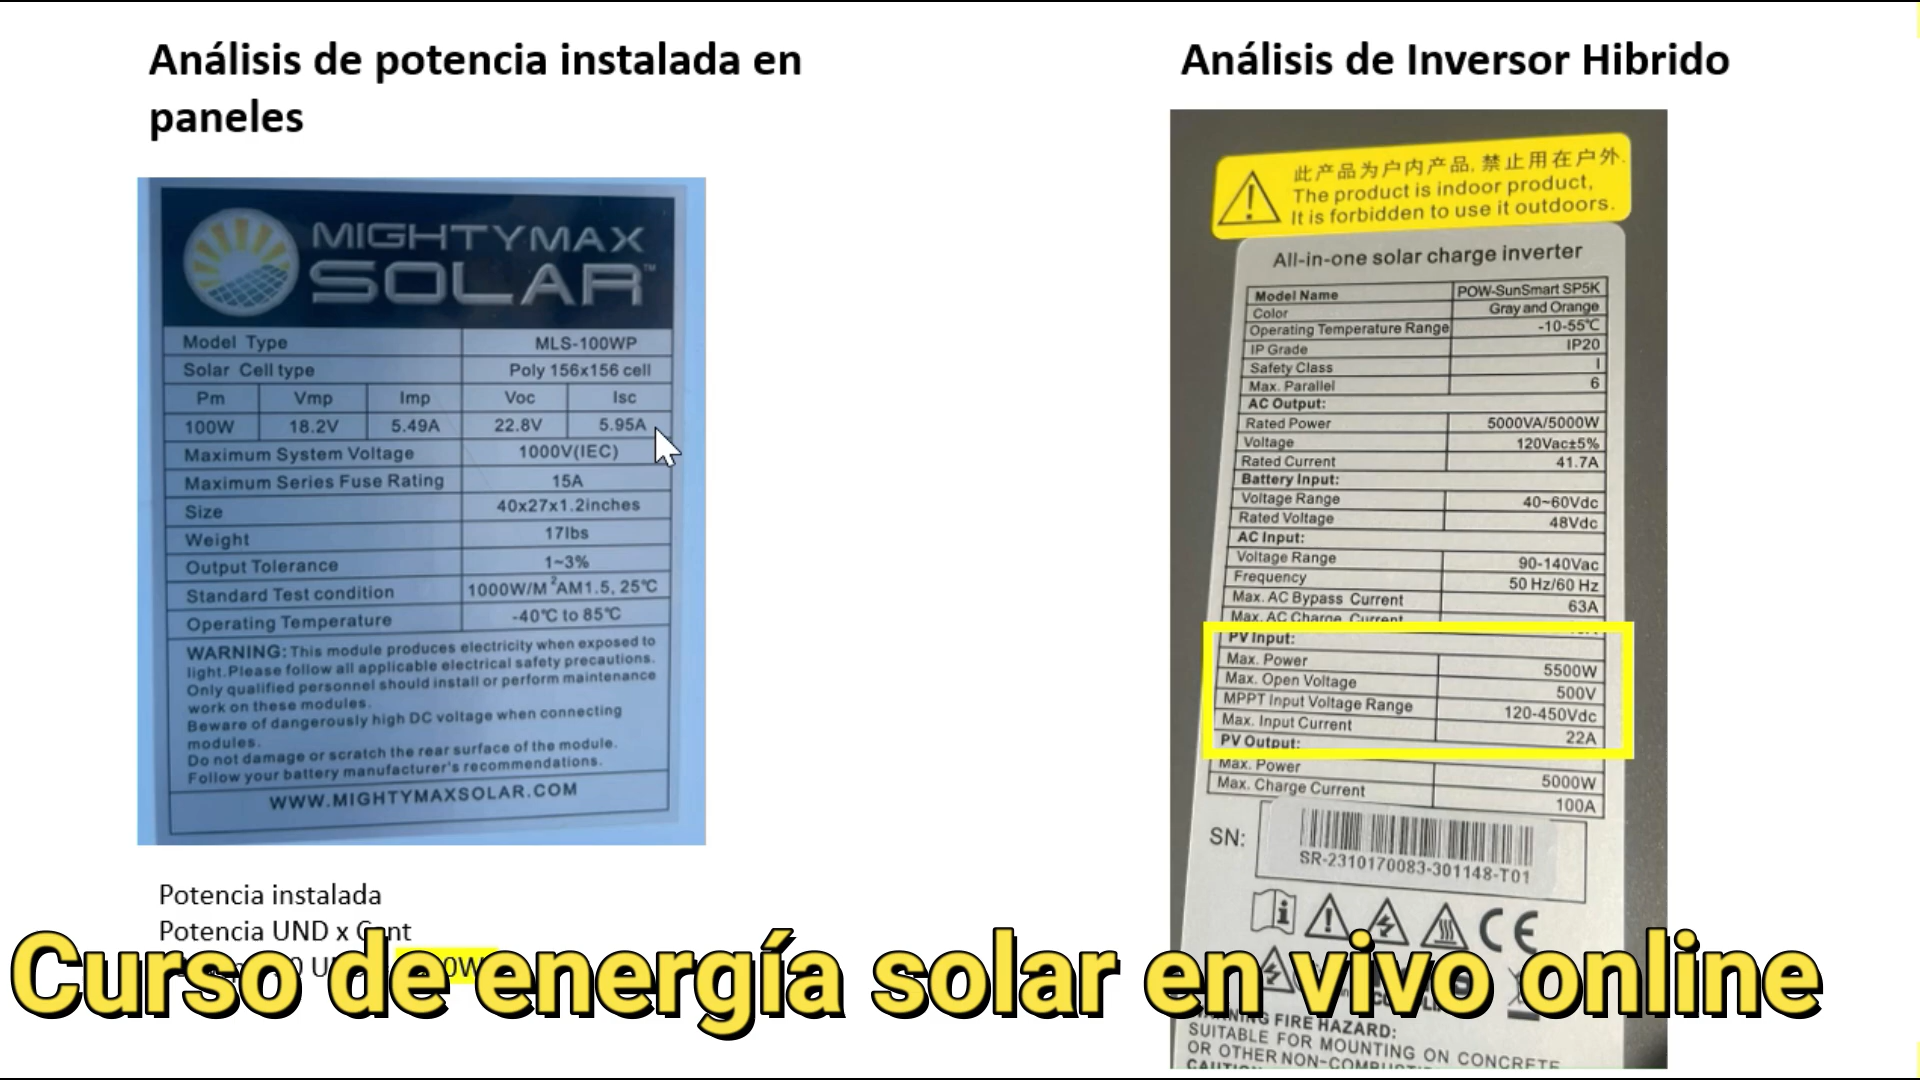 Análisis de potencia instalada en
paneles
MIGHTYMAX
SOLAR™
Model Type MLS-100WP
Solar Cell type Poly 156x156 cell
Pm Vmp Imp Voc Isc
100W 18.2V 5.49A 22.8V 5.95A
Maximum System Voltage 1000V(IEC)
Maximum Series Fuse Rating 15A
Size 40x27x1.2inches
Weight 17lbs
Output Tolerance 1~3%
Standard Test condition 1000W/M²AM1.5, 25℃
Operating Temperature -40℃ to 85℃
WARNING: This module produces electricity when exposed to
light.Please follow all applicable electrical safety precautions.
Only qualified personnel should install or perform maintenance
work on these modules.
Beware of dangerously high DC voltage when connecting
modules.
Do not damage or scratch the rear surface of the module.
Follow your battery manufacturer's recommendations.
WWW.MIGHTYMAXSOLAR.COM
Potencia instalada
Potencia UND x
Análisis de Inversor Hibrido
此产品为户内产品,禁止用在户外.
The product is indoor product,
It is forbidden to use it outdoors.
All-in-one solar charge inverter
Model Name POW-SunSmart SP5K
Color Gray and Orange
Operating Temperature Range -10-55℃
IP Grade IP20
Safety Class I
Max. Parallel 6
AC Output:
Rated Power 5000VA/5000W
Voltage 120Vac±5%
Rated Current 41.7A
Battery Input:
Voltage Range 40~60Vdc
Rated Voltage 48Vdc
AC Input:
Voltage Range 90-140Vac
Frequency 50 Hz/60 Hz
Max. AC Bypass Current 63A
Max. AC Charge Current
PV Input:
Max. Power 5500W
Max. Open Voltage 500V
MPPT Input Voltage Range 120-450Vdc
Max. Input Current 22A
PV Output:
Max. Power 5000W
Max. Charge Current 100A
SN:
SR-2310170083-301148-T01
CE
Curso de energía solar en vivo online
FIRE HAZARD:
SUITABLE FOR MOUNTING ON CONCRETE
OR OTHER